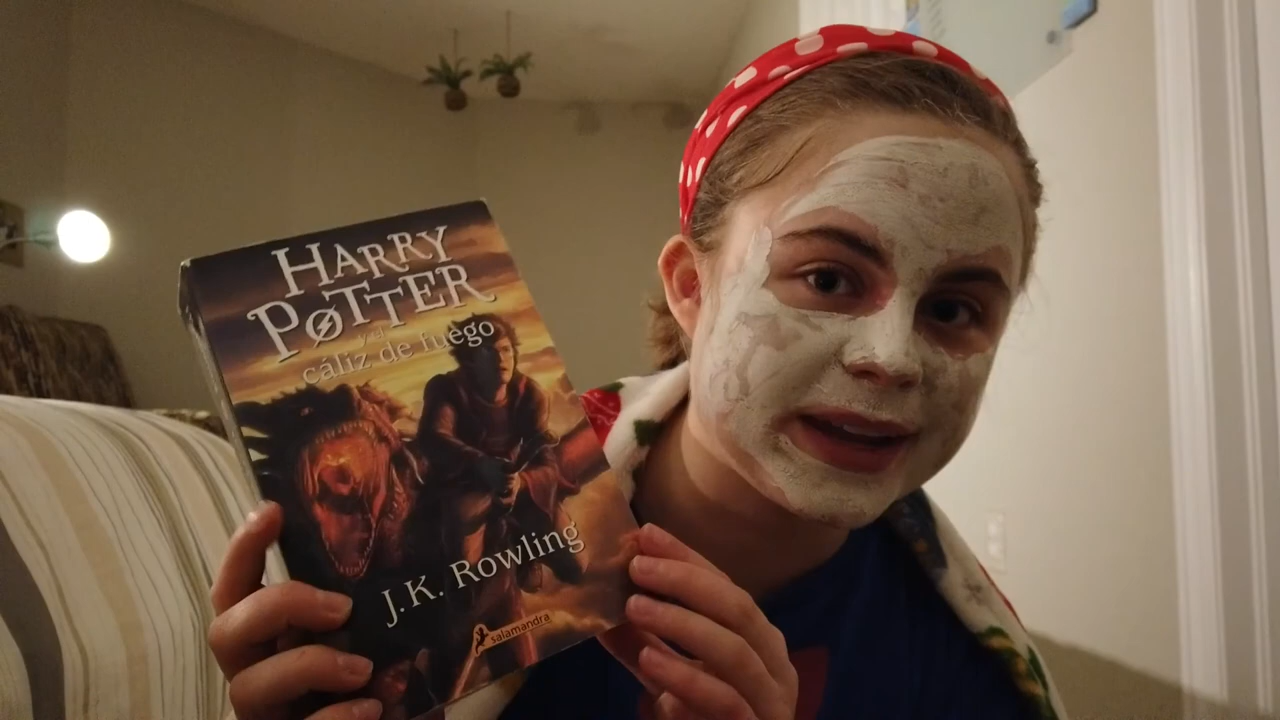 HARRY
POTTER
y el
cáliz de fuego
J.K. Rowling
salamandra